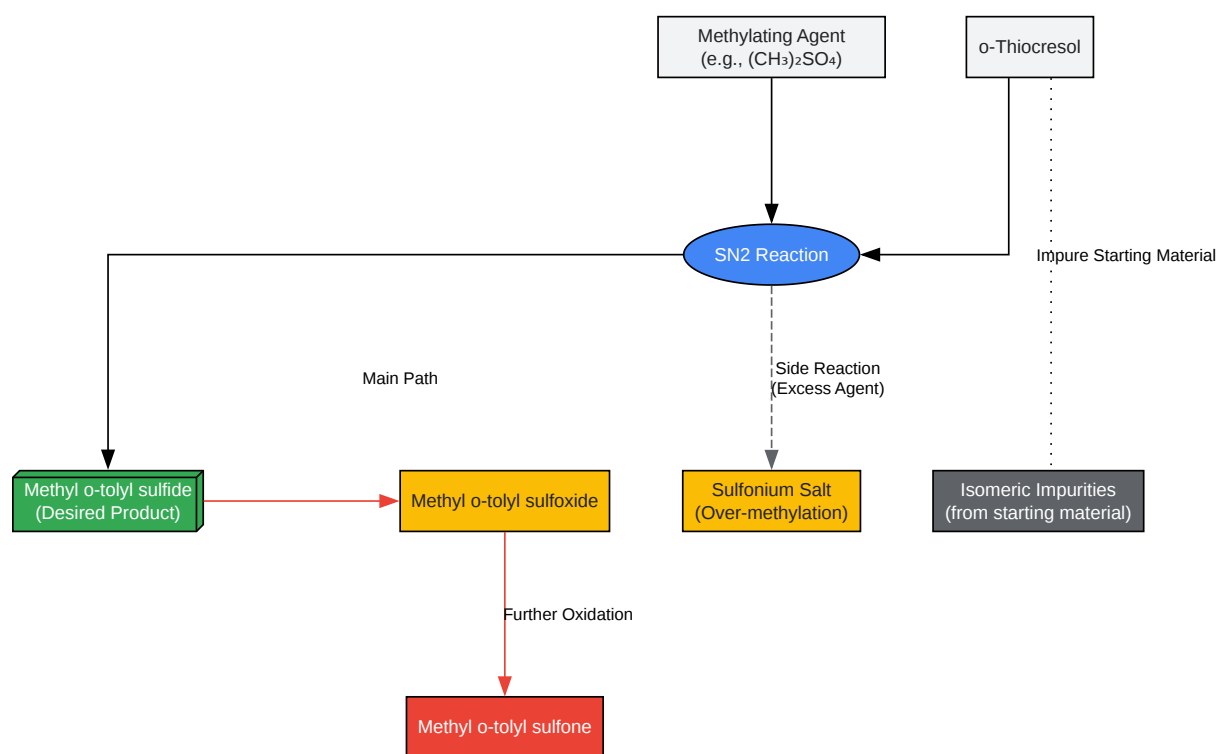 Methylating Agent
(e.g., (CH₃)₂SO₄)
o-Thiocresol
SN2 Reaction
Impure Starting Material
Main Path
Side Reaction
(Excess Agent)
Methyl o-tolyl sulfide
(Desired Product)
Methyl o-tolyl sulfoxide
Sulfonium Salt
(Over-methylation)
Isomeric Impurities
(from starting material)
Further Oxidation
Methyl o-tolyl sulfone